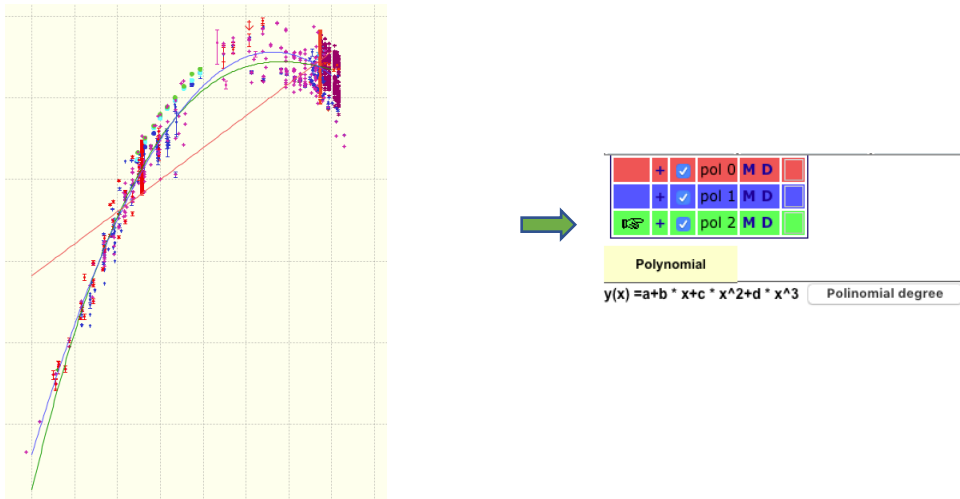 + pol 0 M D
+ pol 1 M D
+ pol 2 M D
Polynomial
y(x) =a+b * x+c * x^2+d * x^3 Polinomial degree